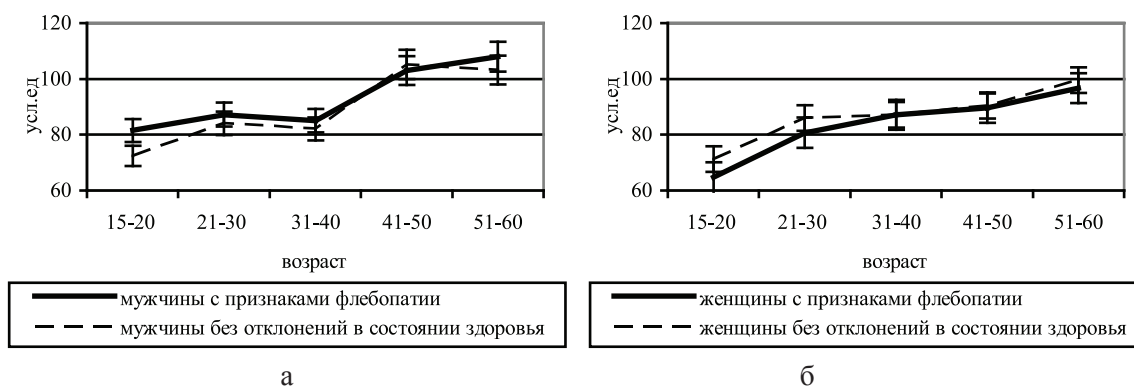 120
100
80
60
усл.ед
15-20 21-30 31-40 41-50 51-60
возраст
мужчины с признаками флебопатии
мужчины без отклонений в состоянии здоровья
а
120
100
80
60
усл.ед
15-20 21-30 31-40 41-50 51-60
возраст
женщины с признаками флебопатии
женщины без отклонений в состоянии здоровья
б